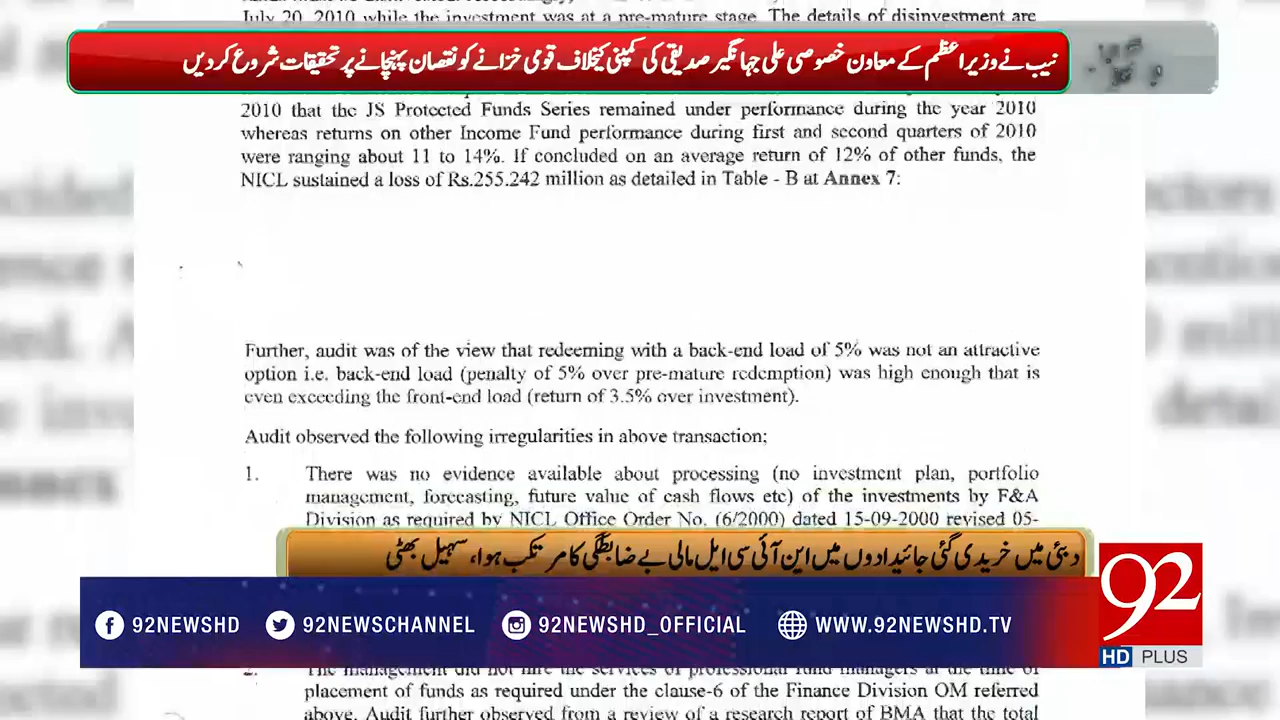 July 20, 2010 while the investment was at a pre-mature stage. The details of disinvestment are
نیب نے وزیراعظم کے معاون خصوصی علی جہانگیر صدیقی کی کمپنی کیخلاف قومی خزانے کو نقصان پہنچانے پر تحقیقات شروع کردیں
2010 that the JS Protected Funds Series remained under performance during the year 2010
whereas returns on other Income Fund performance during first and second quarters of 2010
were ranging about 11 to 14%. If concluded on an average return of 12% of other funds, the
NICL sustained a loss of Rs.255.242 million as detailed in Table - B at Annex 7:
Further, audit was of the view that redeeming with a back-end load of 5% was not an attractive
option i.e. back-end load (penalty of 5% over pre-mature redemption) was high enough that is
even exceeding the front-end load (return of 3.5% over investment).
Audit observed the following irregularities in above transaction;
1. There was no evidence available about processing (no investment plan, portfolio
management, forecasting, future value of cash flows etc) of the investments by F&A
Division as required by NICL Office Order No. (6/2000) dated 15-09-2000 revised 05-
دبئی میں خریدی گئی جائیدادوں میں این آئی سی ایل مالی بے ضابطگی کا مرتکب ہوا، سہیل بھٹی
92NEWSHD 92NEWSCHANNEL 92NEWSHD_OFFICIAL WWW.92NEWSHD.TV
92
HD PLUS
2. The management did not hire the services of professional fund managers at the time of
placement of funds as required under the clause-6 of the Finance Division OM referred
above. Audit further observed from a review of a research report of BMA that the total